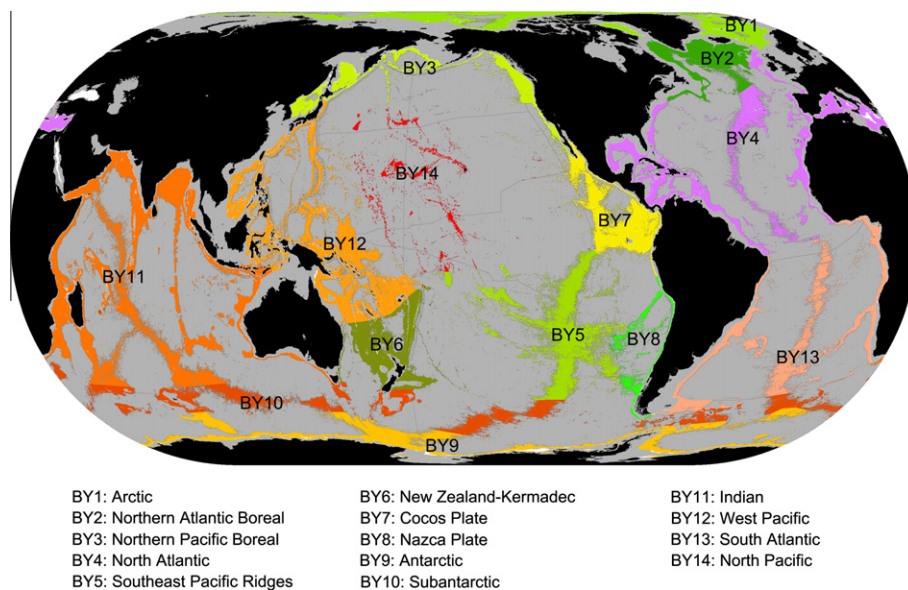 BY1
BY2
BY3
BY4
BY14
BY7
BY12
BY11
BY5
BY6
BY8
BY13
BY10
BY9
BY1: Arctic
BY2: Northern Atlantic Boreal
BY3: Northern Pacific Boreal
BY4: North Atlantic
BY5: Southeast Pacific Ridges
BY6: New Zealand-Kermadec
BY7: Cocos Plate
BY8: Nazca Plate
BY9: Antarctic
BY10: Subantarctic
BY11: Indian
BY12: West Pacific
BY13: South Atlantic
BY14: North Pacific